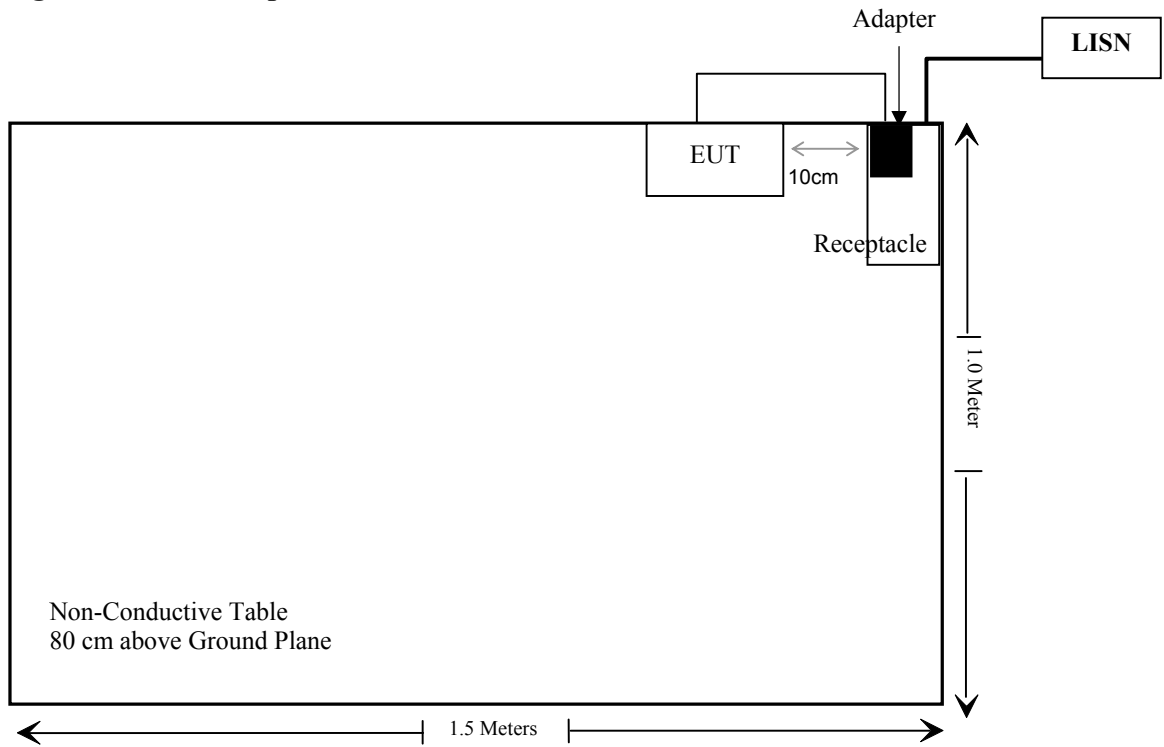 Adapter
LISN
EUT
10cm
Receptacle
1.0 Meter
Non-Conductive Table
80 cm above Ground Plane
1.5 Meters